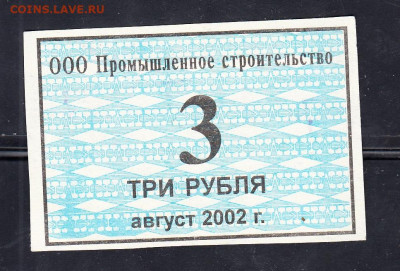 COINS.LAVE.RU
ООО Промышленное строительство
3
ТРИ РУБЛЯ
август 2002 г.